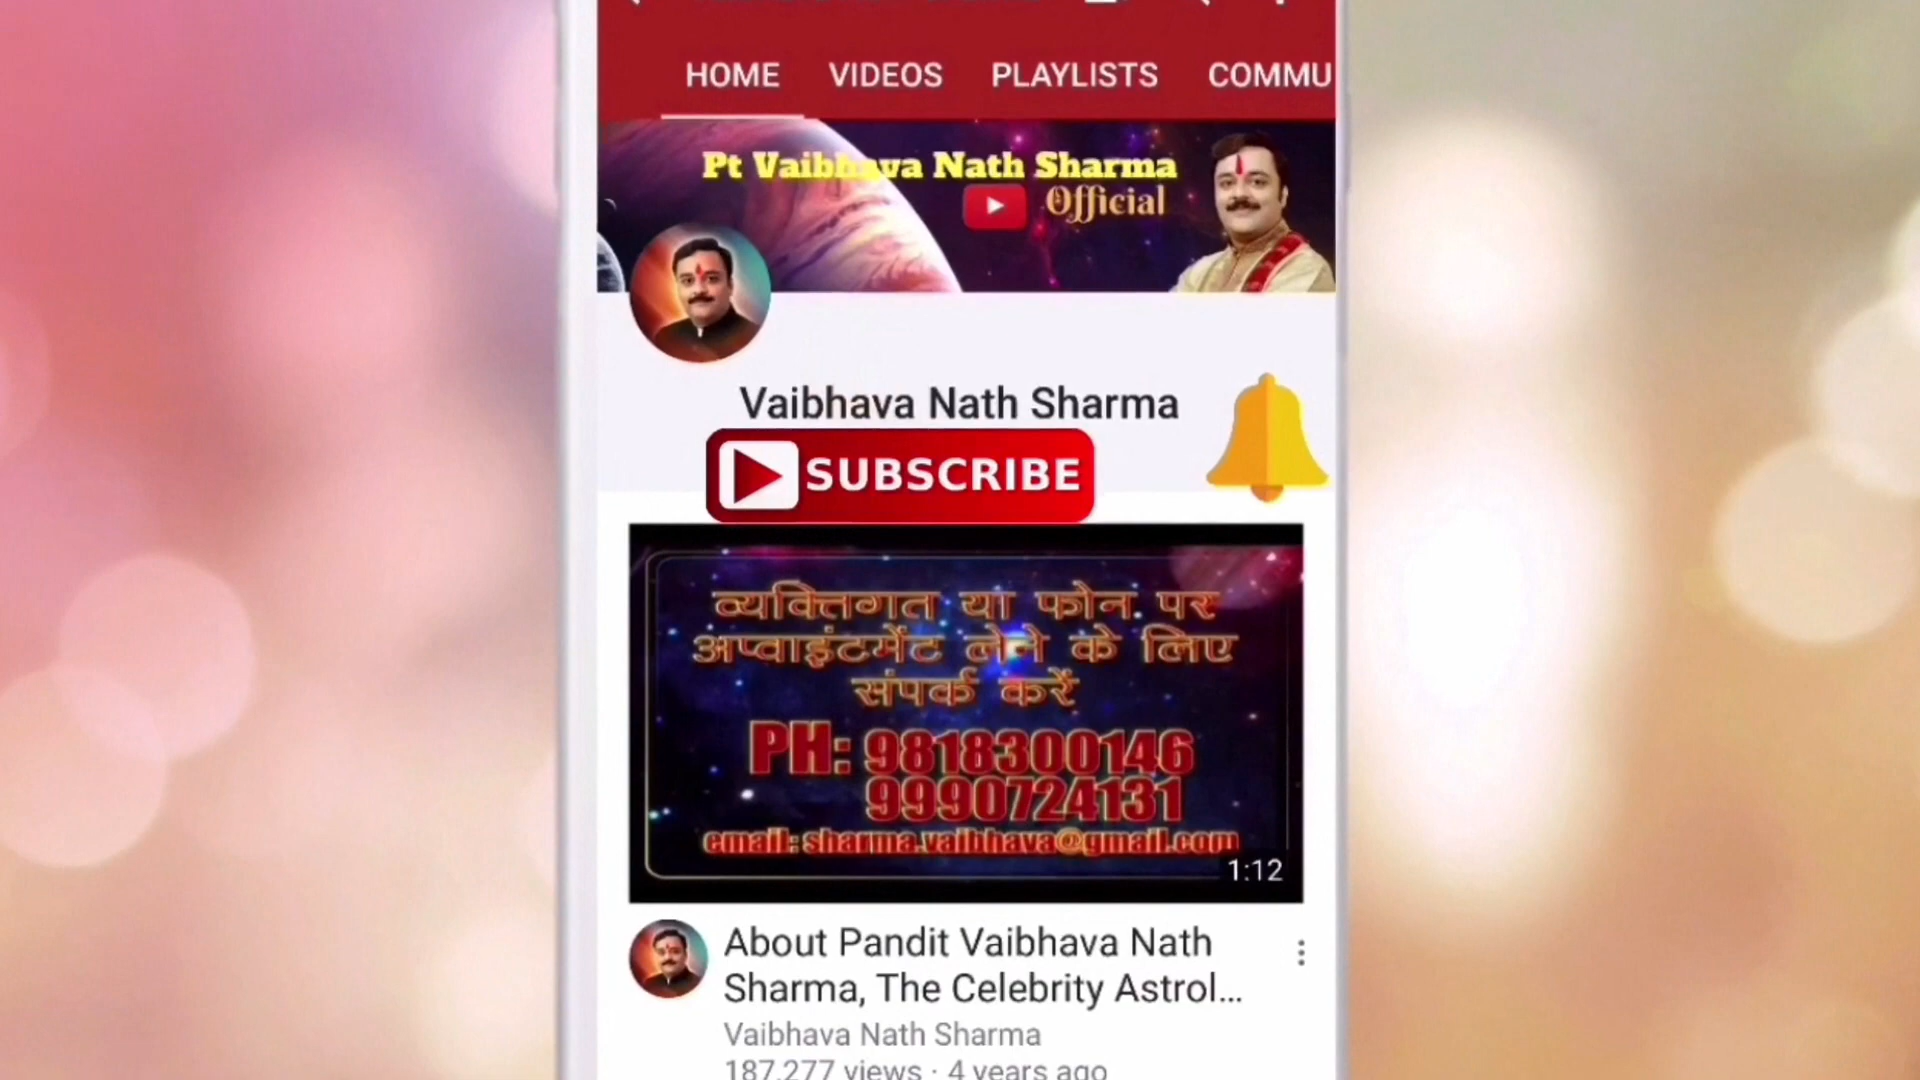 HOME VIDEOS PLAYLISTS COMMU
Pt Vaibhava Nath Sharma
Official
Vaibhava Nath Sharma
SUBSCRIBE
व्यक्तिगत या फोन पर
अप्वाइंटमेंट लेने के लिए
संपर्क करें
PH: 9818300146
9990724131
email: sharma.vaibhava@gmail.com
1:12
About Pandit Vaibhava Nath
Sharma, The Celebrity Astrol...
Vaibhava Nath Sharma
187,277 views · 4 years ago